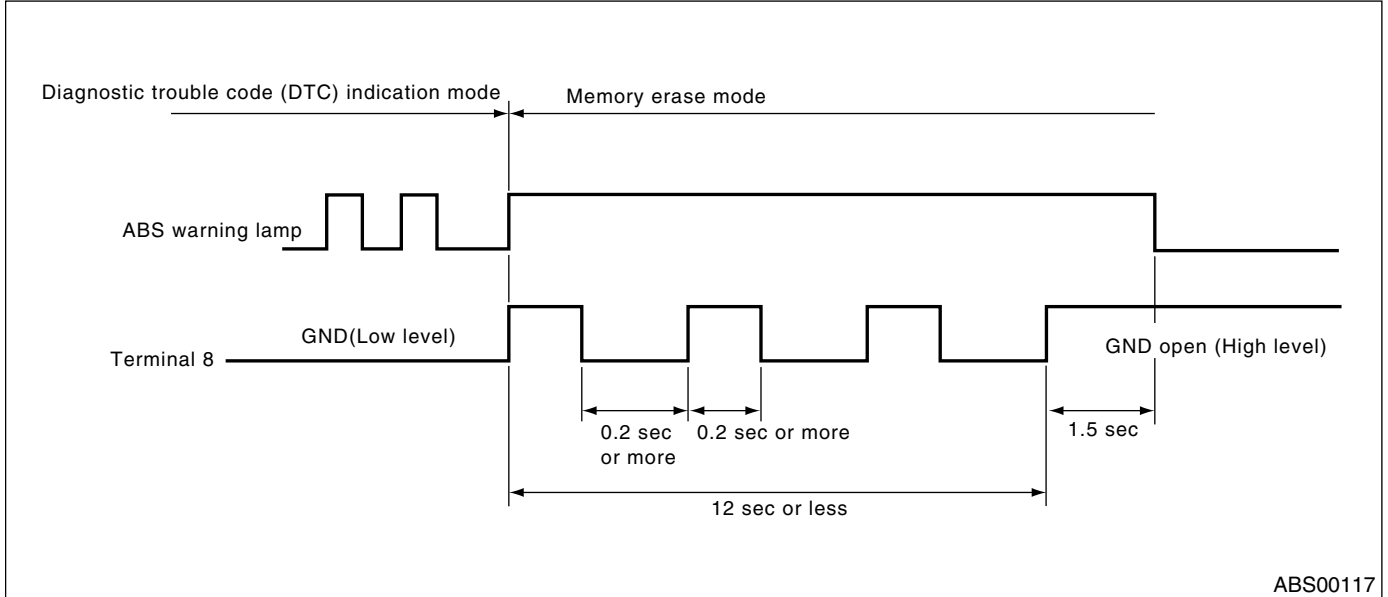 Diagnostic trouble code (DTC) indication mode
Memory erase mode
ABS warning lamp
GND(Low level)
Terminal 8
GND open (High level)
0.2 sec
or more
0.2 sec or more
1.5 sec
12 sec or less
ABS00117